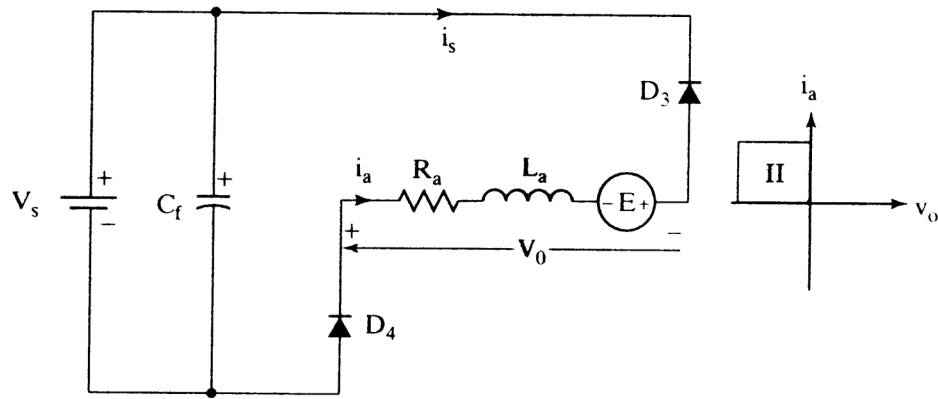 i_s
D_3
i_a
i_a
R_a
L_a
+
V_s
−
+
C_f
− E +
II
v_o
+
V_0
−
D_4